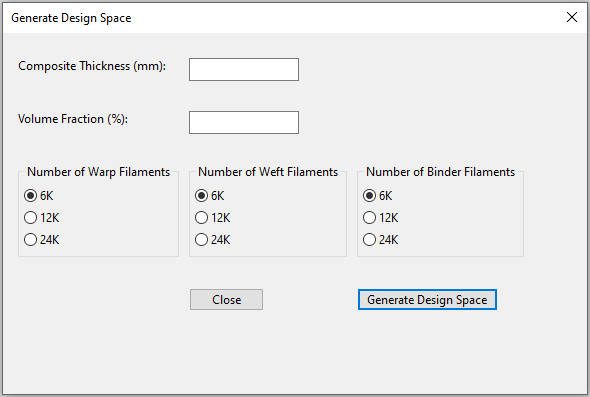 Generate Design Space
Composite Thickness (mm):
Volume Fraction (%):
Number of Warp Filaments
Number of Weft Filaments
Number of Binder Filaments
6K
6K
6K
12K
12K
12K
24K
24K
24K
Close
Generate Design Space